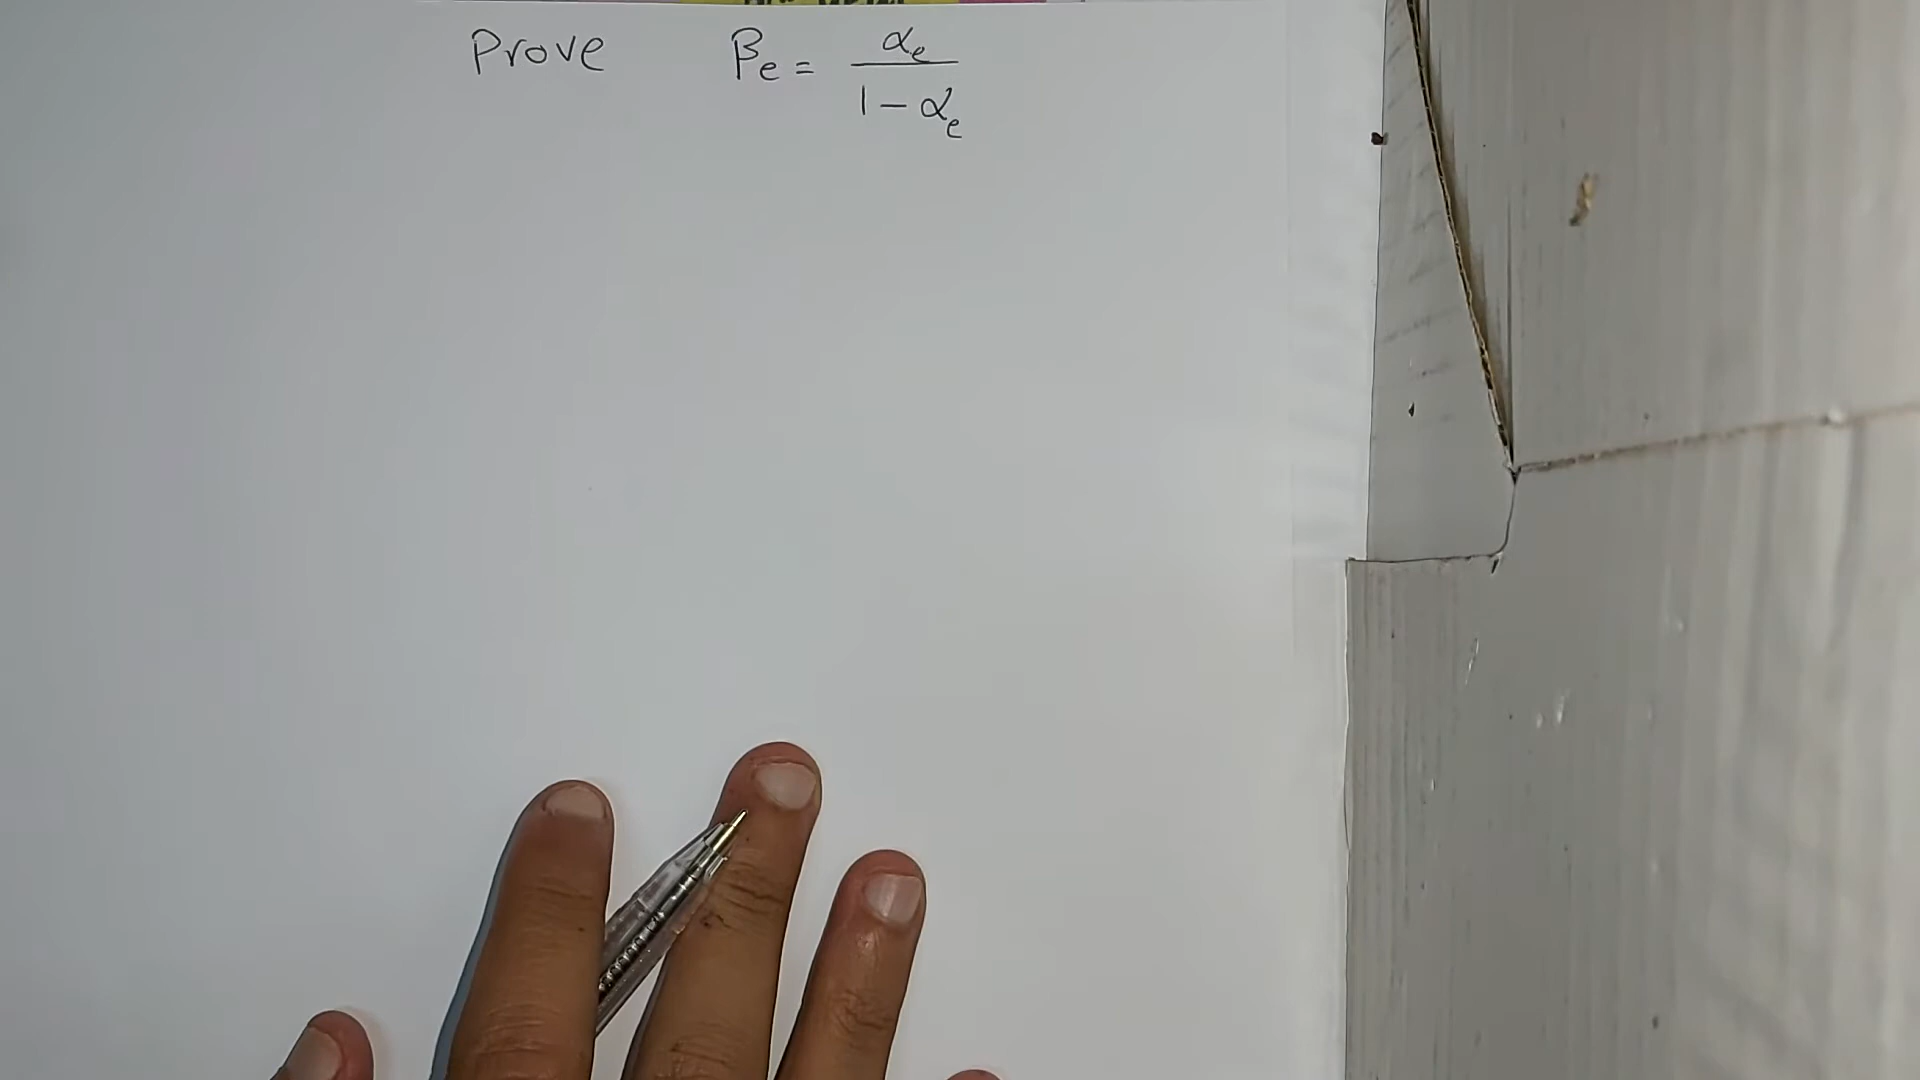 Prove βe = αe / 1 - αe